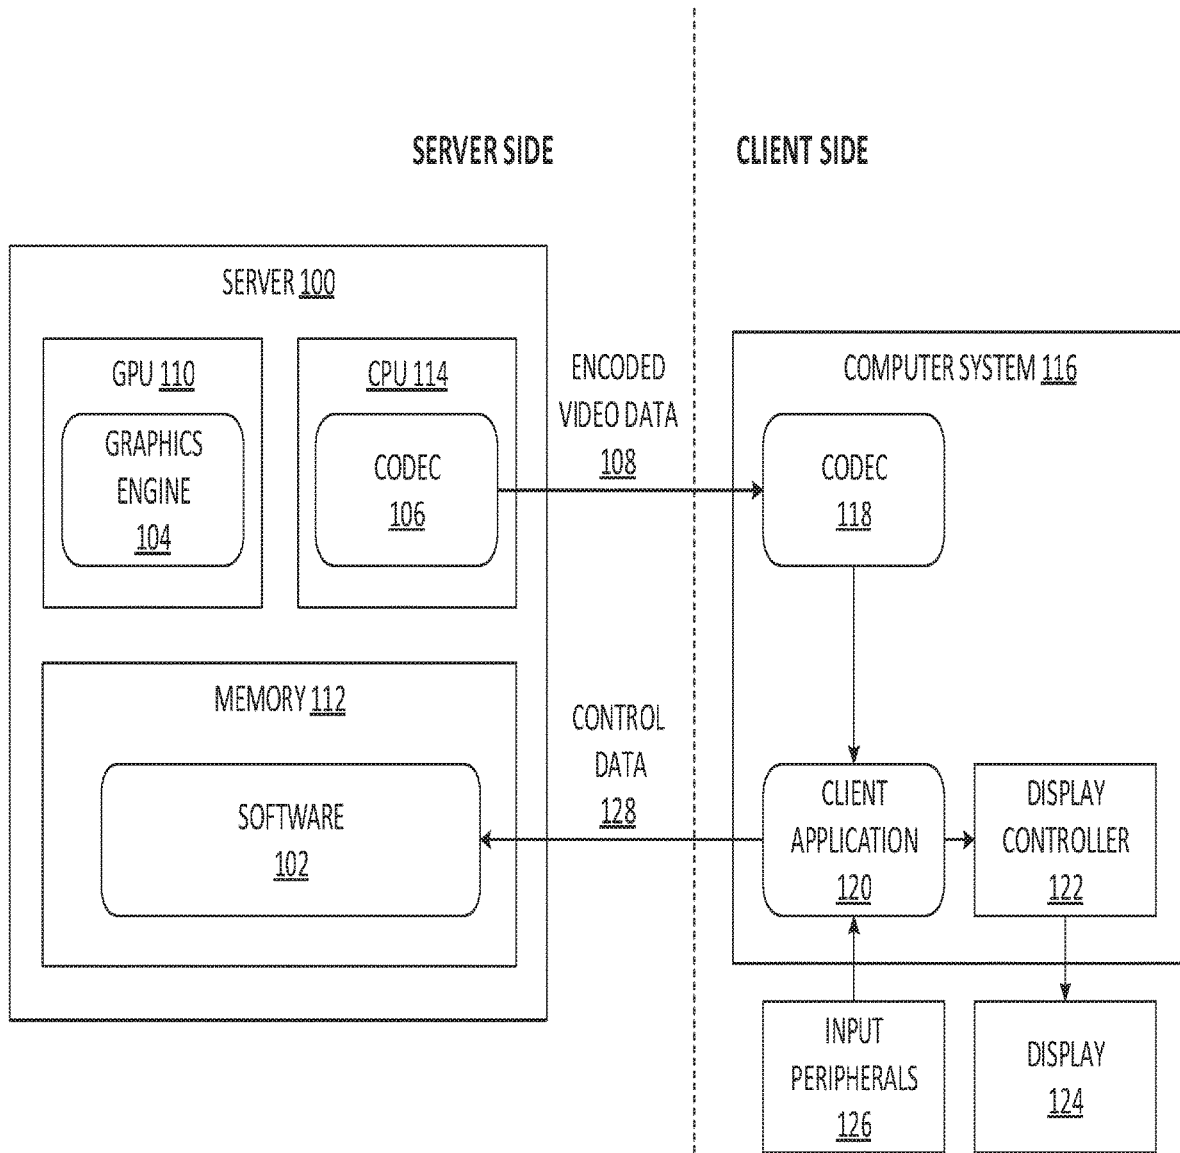 SERVER SIDE
CLIENT SIDE
SERVER 100
GPU 110
GRAPHICS
ENGINE
104
CPU 114
CODEC
106
ENCODED
VIDEO DATA
108
COMPUTER SYSTEM 116
CODEC
118
MEMORY 112
SOFTWARE
102
CONTROL
DATA
128
CLIENT
APPLICATION
120
DISPLAY
CONTROLLER
122
INPUT
PERIPHERALS
126
DISPLAY
124